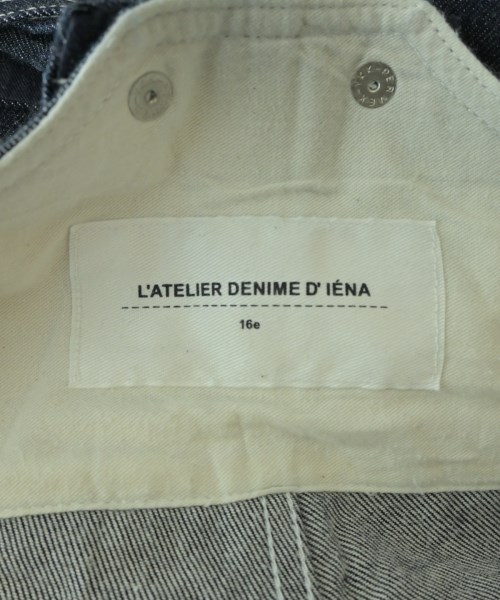 L'ATELIER DENIME D' IÉNA
16e